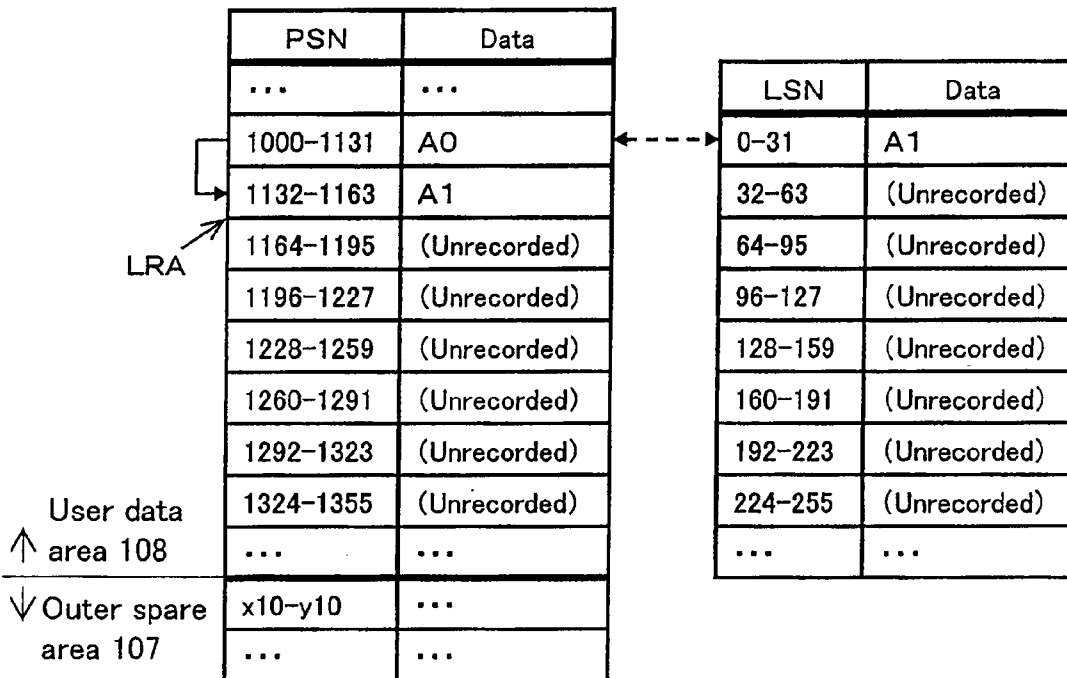 PSN Data
... ...
1000-1131 A0
1132-1163 A1
LRA
1164-1195 (Unrecorded)
1196-1227 (Unrecorded)
1228-1259 (Unrecorded)
1260-1291 (Unrecorded)
1292-1323 (Unrecorded)
1324-1355 (Unrecorded)
... ...
x10-y10 ...
... ...
User data
↑ area 108
↓ Outer spare
area 107
LSN Data
0-31 A1
32-63 (Unrecorded)
64-95 (Unrecorded)
96-127 (Unrecorded)
128-159 (Unrecorded)
160-191 (Unrecorded)
192-223 (Unrecorded)
224-255 (Unrecorded)
... ...